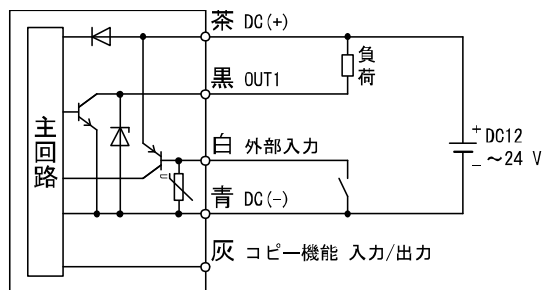 茶 DC(+)
黒 OUT1
負荷
主回路
白 外部入力
+ DC12
- ～24 V
青 DC(-)
灰 コピー機能 入力/出力